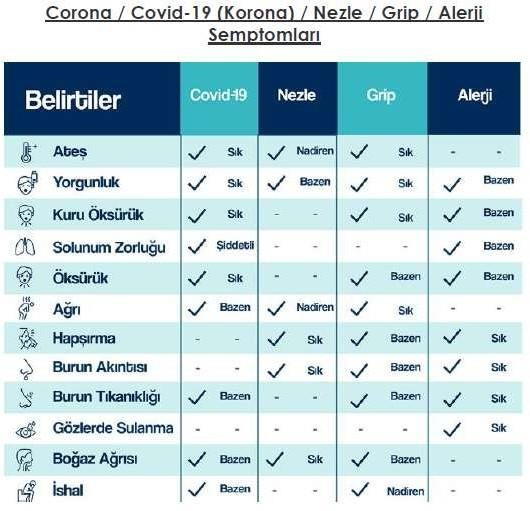 Corona / Covid-19 (Korona) / Nezle / Grip / Alerji
Semptomları
Belirtiler Covid-19 Nezle Grip Alerji
Ateş ✓ Sık ✓ Nadiren ✓ Sık - -
Yorgunluk ✓ Sık ✓ Bazen ✓ Sık ✓ Bazen
Kuru Öksürük ✓ Sık - - ✓ Sık ✓ Bazen
Solunum Zorluğu ✓ Şiddetli - - - - ✓ Bazen
Öksürük ✓ Sık - - ✓ Bazen ✓ Bazen
Ağrı ✓ Bazen ✓ Nadiren ✓ Sık - -
Hapşırma - - ✓ Sık ✓ Bazen ✓ Sık
Burun Akıntısı - - ✓ Sık ✓ Bazen ✓ Sık
Burun Tıkanıklığı ✓ Bazen - - ✓ Bazen ✓ Sık
Gözlerde Sulanma - - - - - - ✓ Sık
Boğaz Ağrısı ✓ Bazen ✓ Sık ✓ Bazen - -
İshal ✓ Bazen - - ✓ Nadiren - -